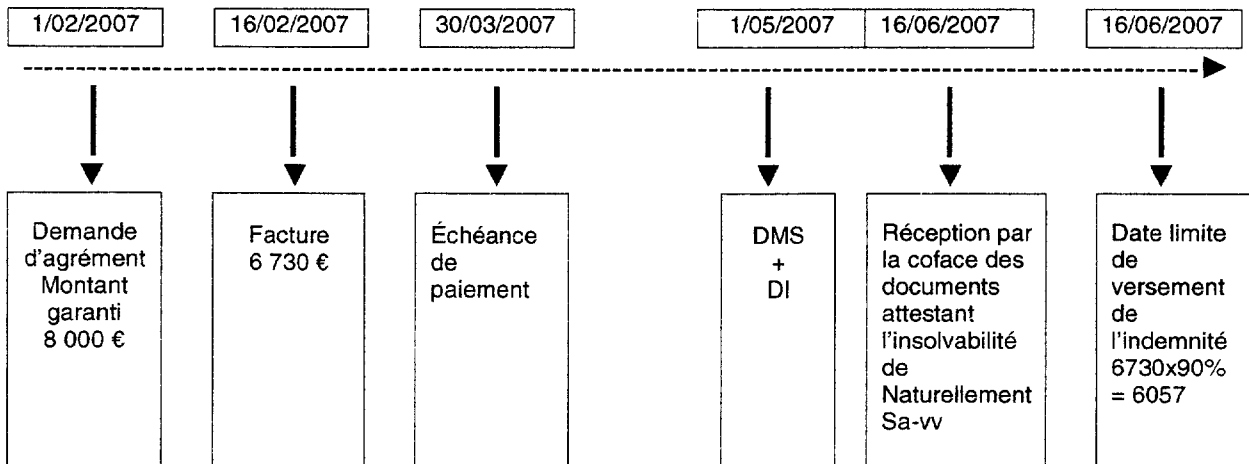 1/02/2007
16/02/2007
30/03/2007
1/05/2007
16/06/2007
16/06/2007
Demande
d'agrément
Montant
garanti
8 000 €
Facture
6 730 €
Échéance
de
paiement
DMS
+
DI
Réception par
la coface des
documents
attestant
l'insolvabilité
de
Naturellement
Sa-vv
Date limite
de
versement
de
l'indemnité
6730x90%
= 6057